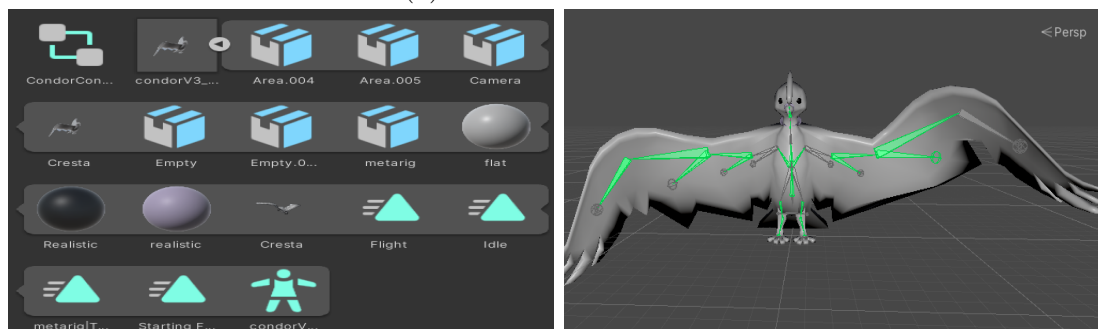 CondorCon... condorV3_... Area.004 Area.005 Camera
Cresta Empty Empty.0... metarig flat
Realistic realistic Cresta Flight Idle
metarig|T... Starting F... condorV...
Persp